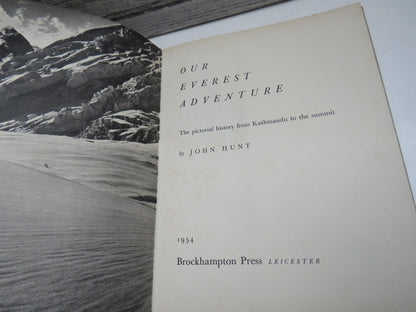 OUR
EVEREST
ADVENTURE
The pictorial history from Kathmandu to the summit
by JOHN HUNT
1954
Brockhampton Press LEICESTER